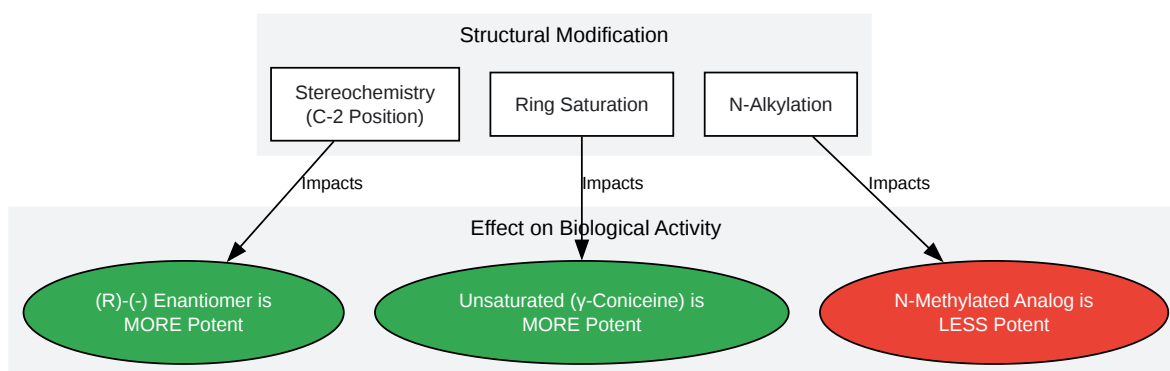 Structural Modification
Stereochemistry
(C-2 Position)
Ring Saturation
N-Alkylation
Impacts
Impacts
Impacts
Effect on Biological Activity
(R)-(-) Enantiomer is
MORE Potent
Unsaturated (γ-Coniceine) is
MORE Potent
N-Methylated Analog is
LESS Potent